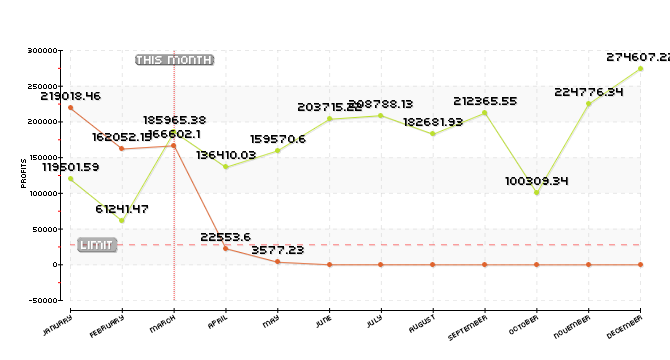 300000
THIS MONTH
274607.22
250000
219018.46
224776.34
212365.55
203715.22
208788.13
200000
185965.38
182681.93
162052.15
166602.1
159570.6
150000
136410.03
119501.59
100309.34
100000
61241.47
50000
22553.6
LIMIT
3577.23
0
-50000
PROFITS
JANUARY
FEBRUARY
MARCH
APRIL
MAY
JUNE
JULY
AUGUST
SEPTEMBER
OCTOBER
NOVEMBER
DECEMBER